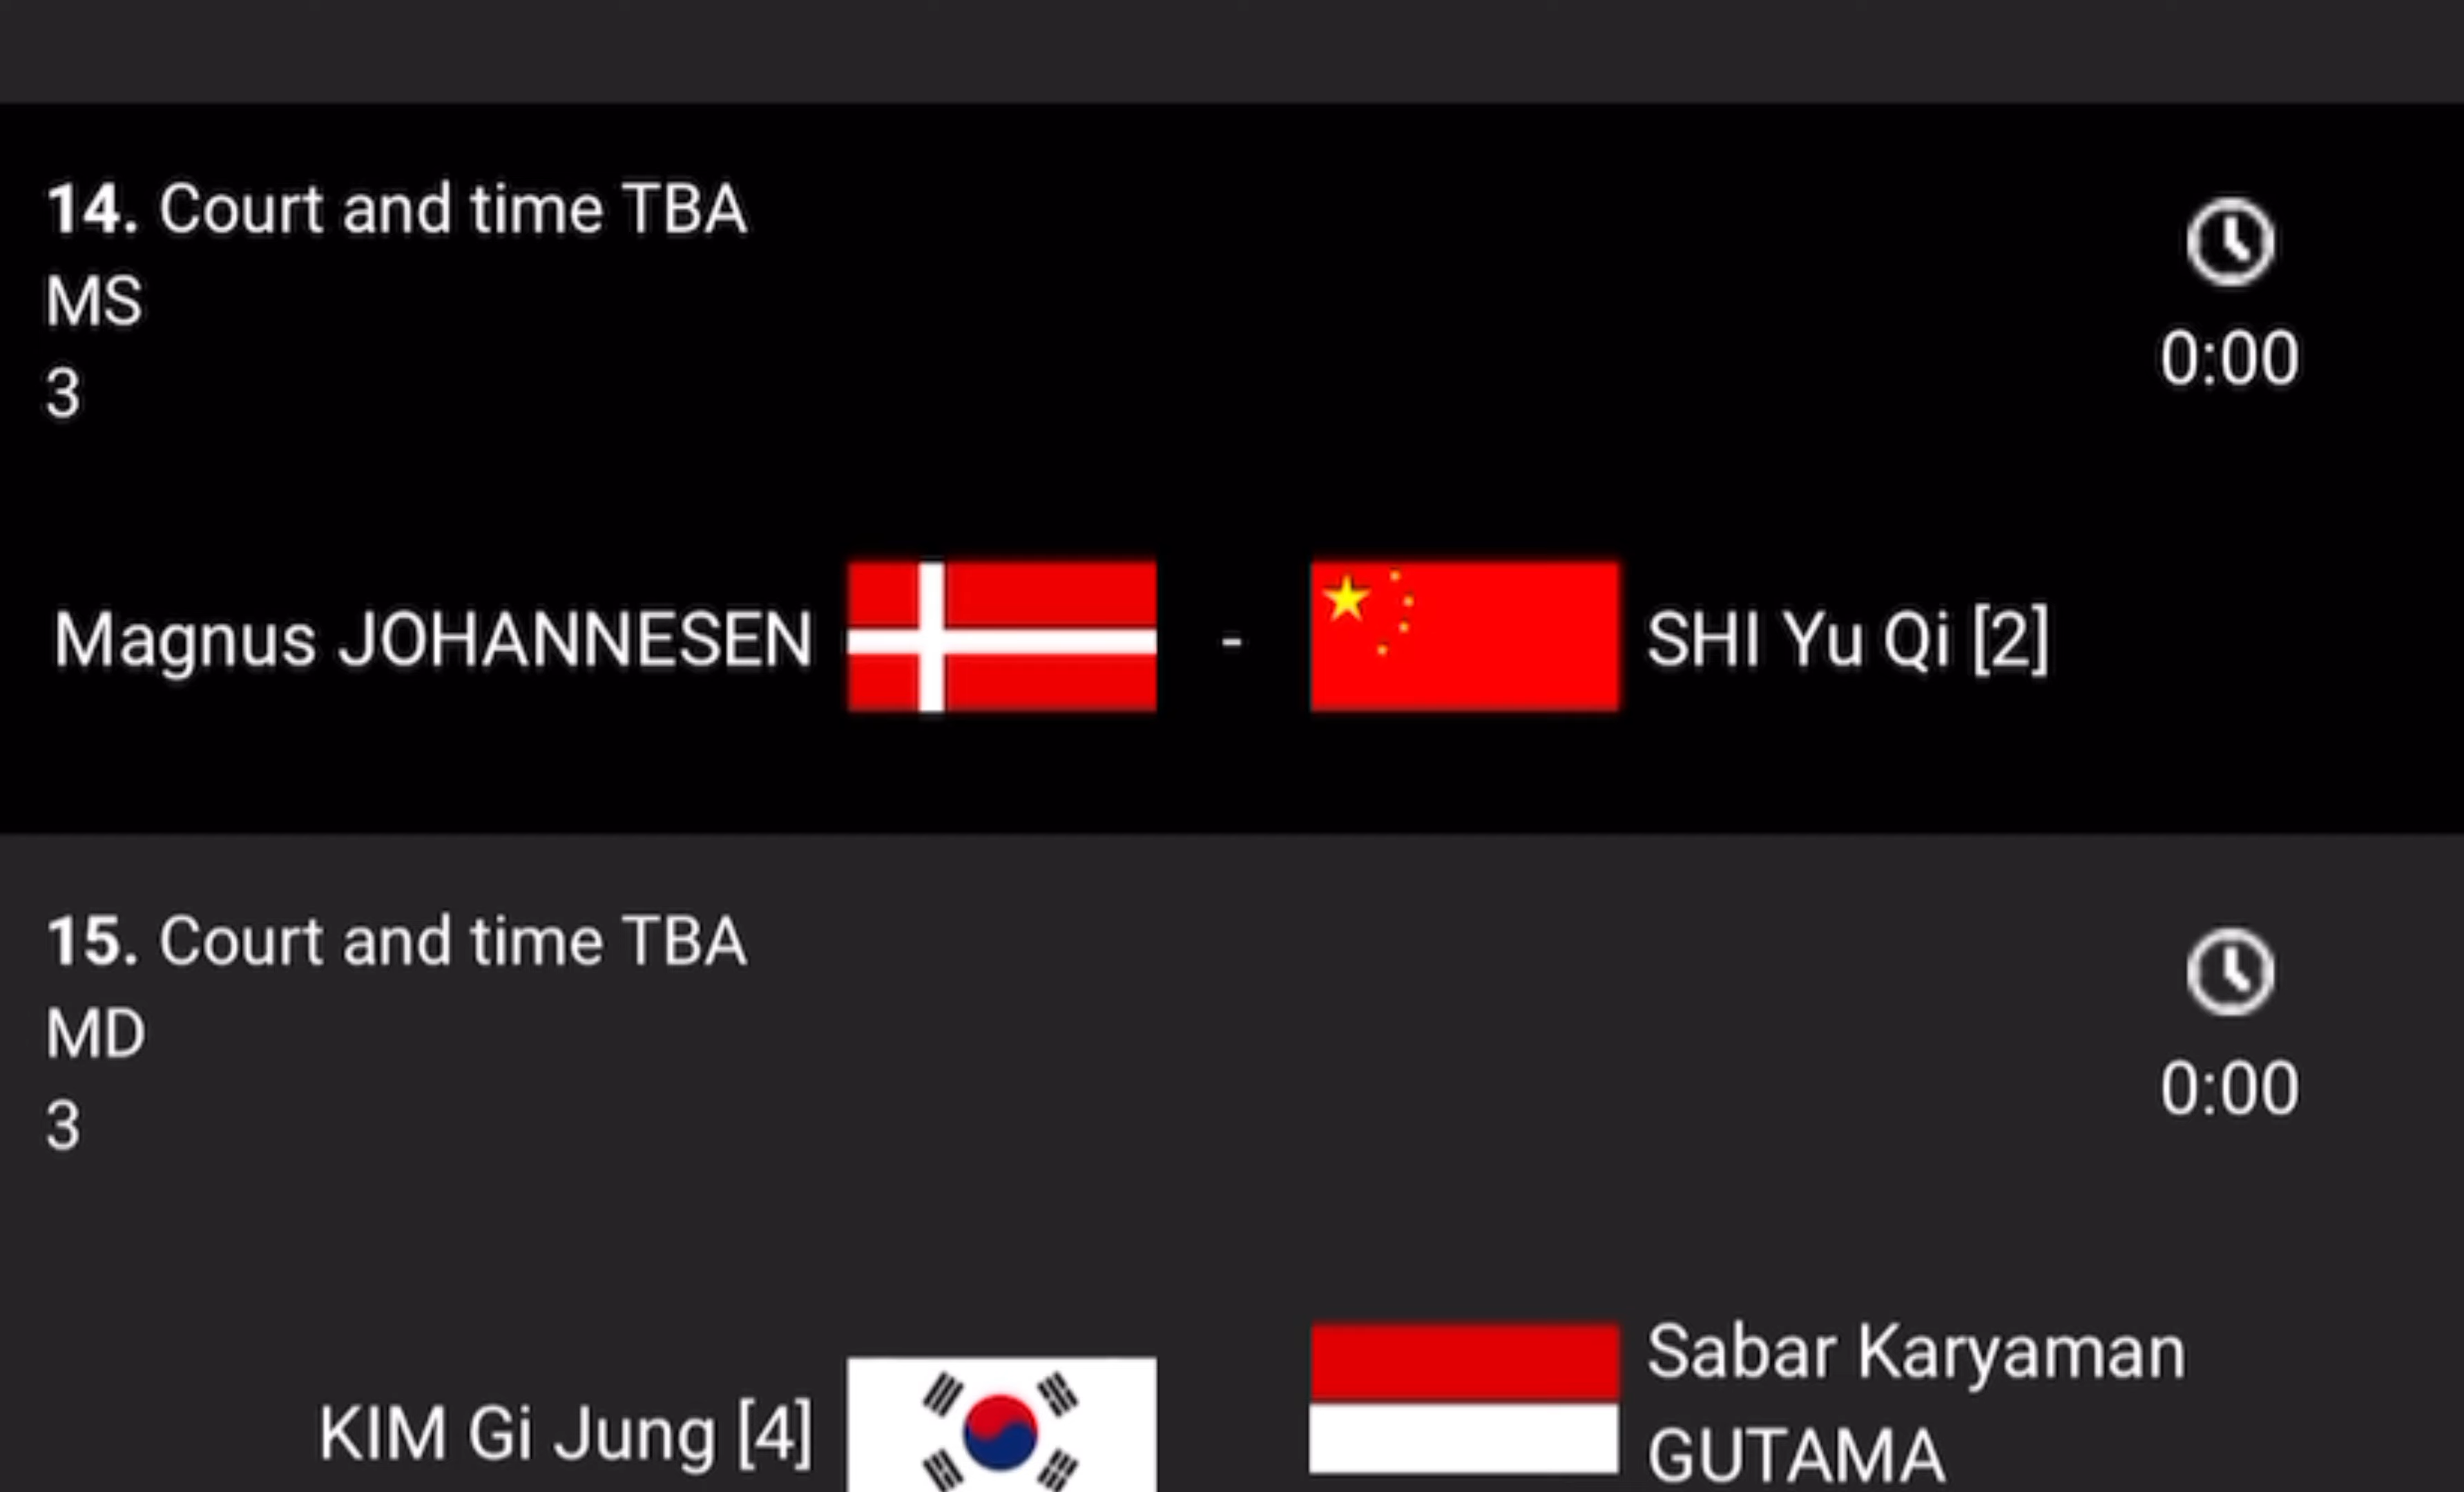 14. Court and time TBA
MS
3
0:00
Magnus JOHANNESEN - SHI Yu Qi [2]
15. Court and time TBA
MD
3
0:00
KIM Gi Jung [4]
Sabar Karyaman
GUTAMA